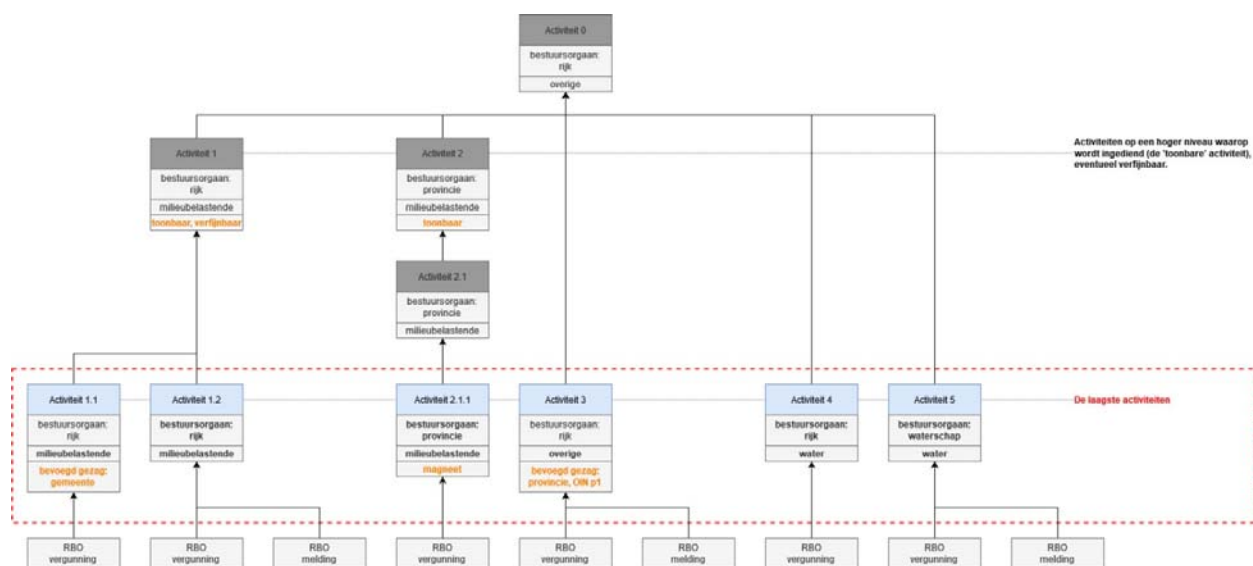 Activiteit 0
bestuursorgaan:
rijk
overige
Activiteit 1
bestuursorgaan:
rijk
milieubelastende
toonbaar, verfijnbaar
Activiteit 2
bestuursorgaan:
provincie
milieubelastende
toonbaar
Activiteiten op een hoger niveau waarop
wordt ingediend (de 'toonbare' activiteit),
eventueel verfijnbaar.
Activiteit 2.1
bestuursorgaan:
provincie
milieubelastende
Activiteit 1.1
bestuursorgaan:
rijk
milieubelastende
bevoegd gezag:
gemeente
Activiteit 1.2
bestuursorgaan:
rijk
milieubelastende
Activiteit 2.1.1
bestuursorgaan:
provincie
milieubelastende
magneet
Activiteit 3
bestuursorgaan:
rijk
overige
bevoegd gezag:
provincie, OIN p1
Activiteit 4
bestuursorgaan:
rijk
water
Activiteit 5
bestuursorgaan:
waterschap
water
De laagste activiteiten
RBO
vergunning
RBO
vergunning
RBO
melding
RBO
vergunning
RBO
vergunning
RBO
melding
RBO
vergunning
RBO
vergunning
RBO
melding